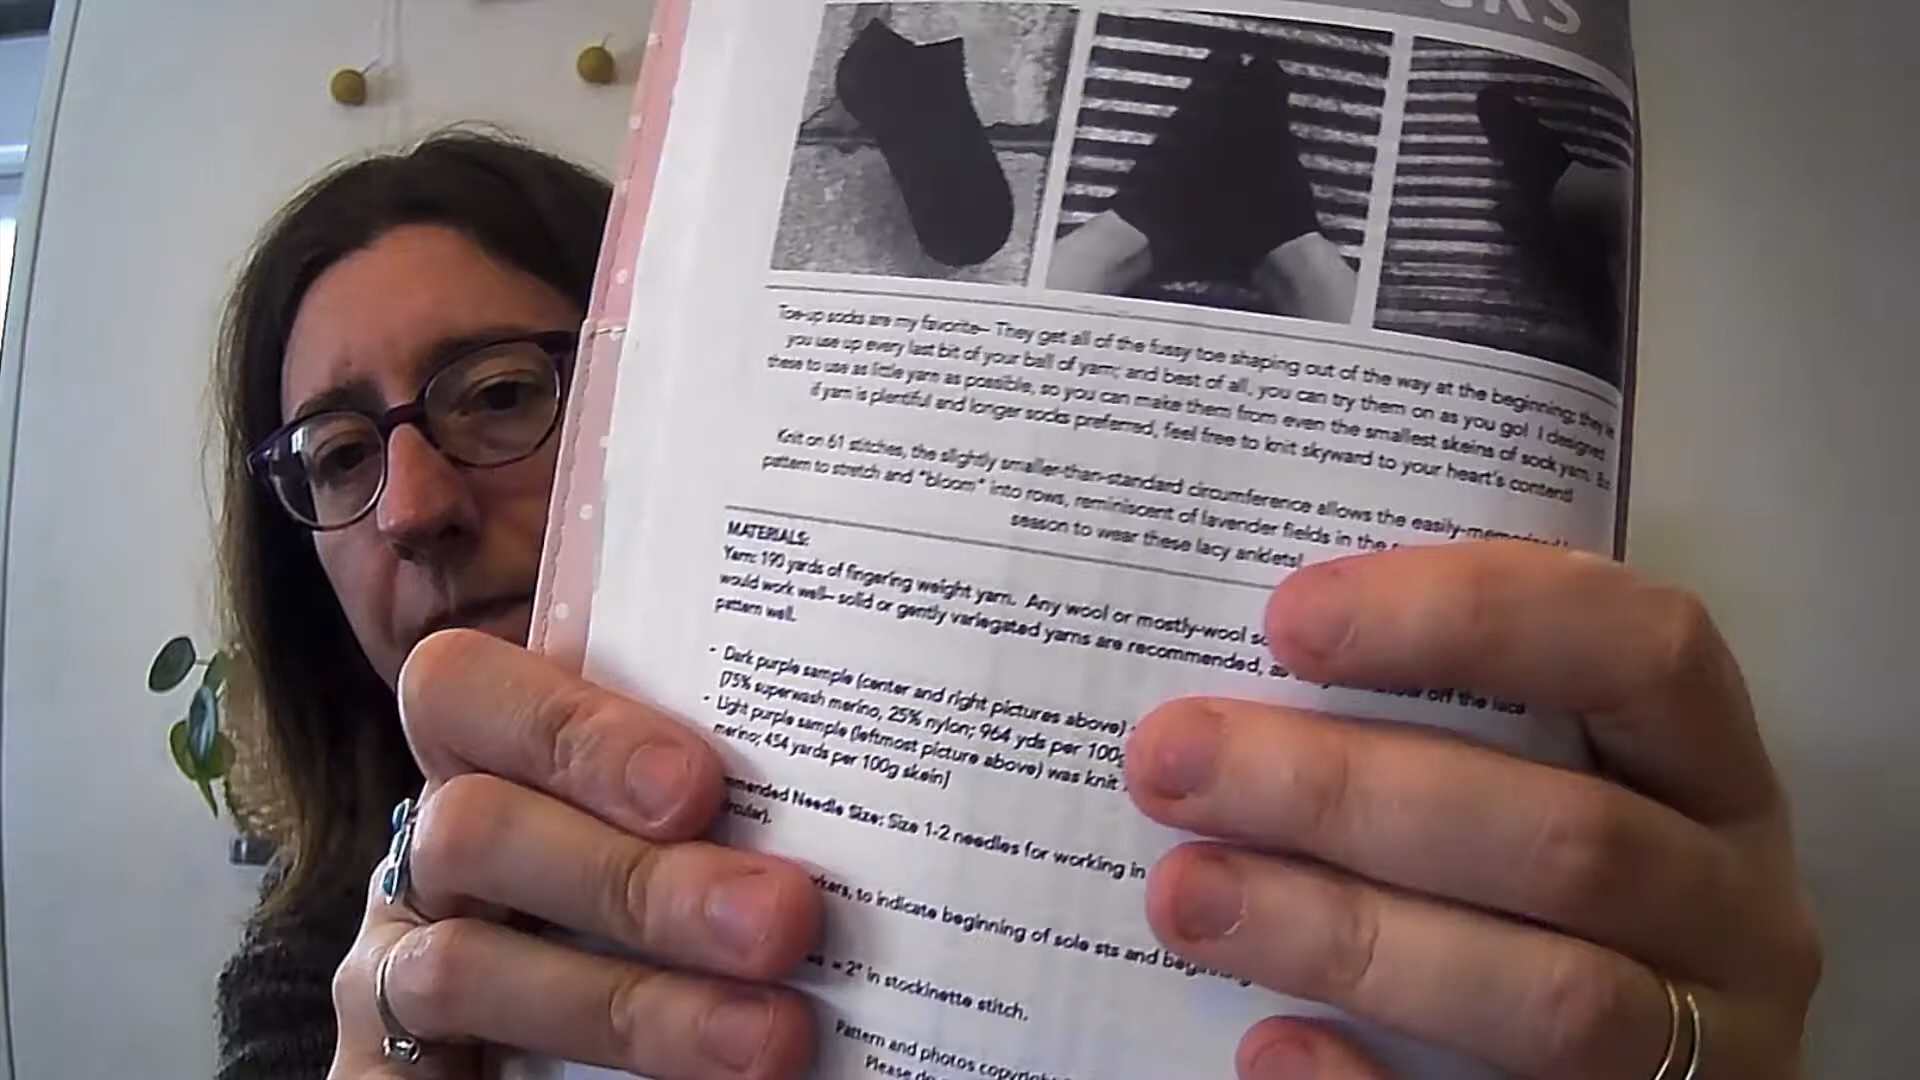 Toe-up socks are my favorite– They get all of the fussy toe shaping out of the way at the beginning; they
you use up every last bit of your ball of yarn; and best of all, you can try them on as you go! I designed
these to use as little yarn as possible, so you can make them from even the smallest skeins of sock yarn. But
if yarn is plentiful and longer socks preferred, feel free to knit skyward to your heart's content!
Knit on 61 stitches, the slightly smaller-than-standard circumference allows the easily-memorized
pattern to stretch and "bloom" into rows, reminiscent of lavender fields in the
season to wear these lacy anklets!
MATERIALS:
Yarn: 190 yards of fingering weight yarn. Any wool or mostly-wool
would work well– solid or gently variegated yarns are recommended, as off the lace
pattern well.
- Dark purple sample (center and right pictures above)
[75% superwash merino, 25% nylon; 964 yds per 100g
- Light purple sample (leftmost picture above) was knit
merino; 454 yards per 100g skein]
Needle Size: Size 1-2 needles for working in
to indicate beginning of sole sts and
= 2" in stockinette stitch.
Pattern and photos
Please